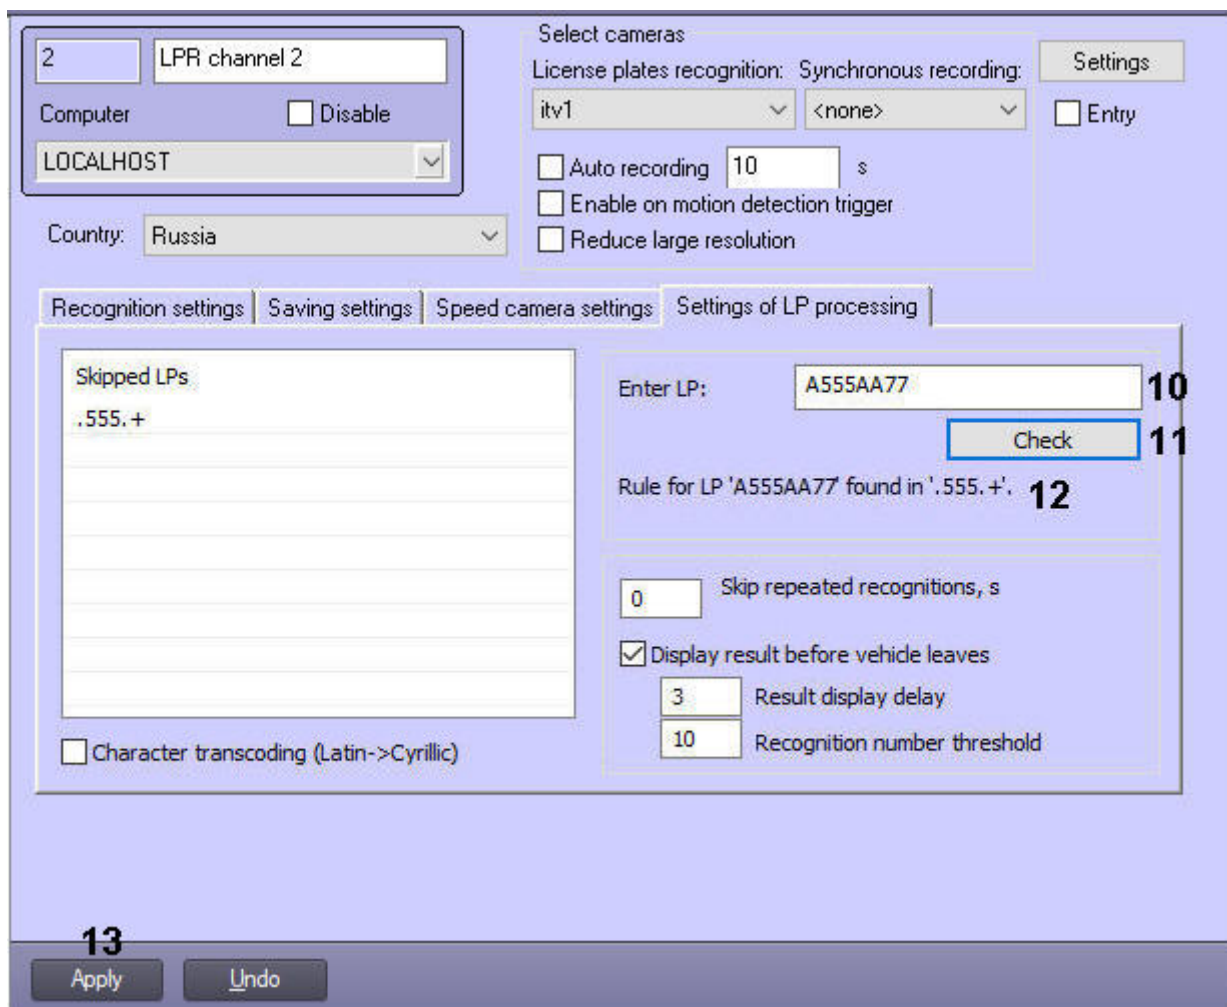 2 LPR channel 2
Computer Disable
LOCALHOST
Country: Russia
Select cameras
License plates recognition: Synchronous recording:
itv1 <none>
Auto recording 10 s
Enable on motion detection trigger
Reduce large resolution
Settings
Entry
Recognition settings Saving settings Speed camera settings Settings of LP processing
Skipped LPs
.555.+
Character transcoding (Latin->Cyrillic)
Enter LP: A555AA77 10
Check 11
Rule for LP 'A555AA77' found in '.555.+'. 12
0 Skip repeated recognitions, s
Display result before vehicle leaves
3 Result display delay
10 Recognition number threshold
13
Apply Undo